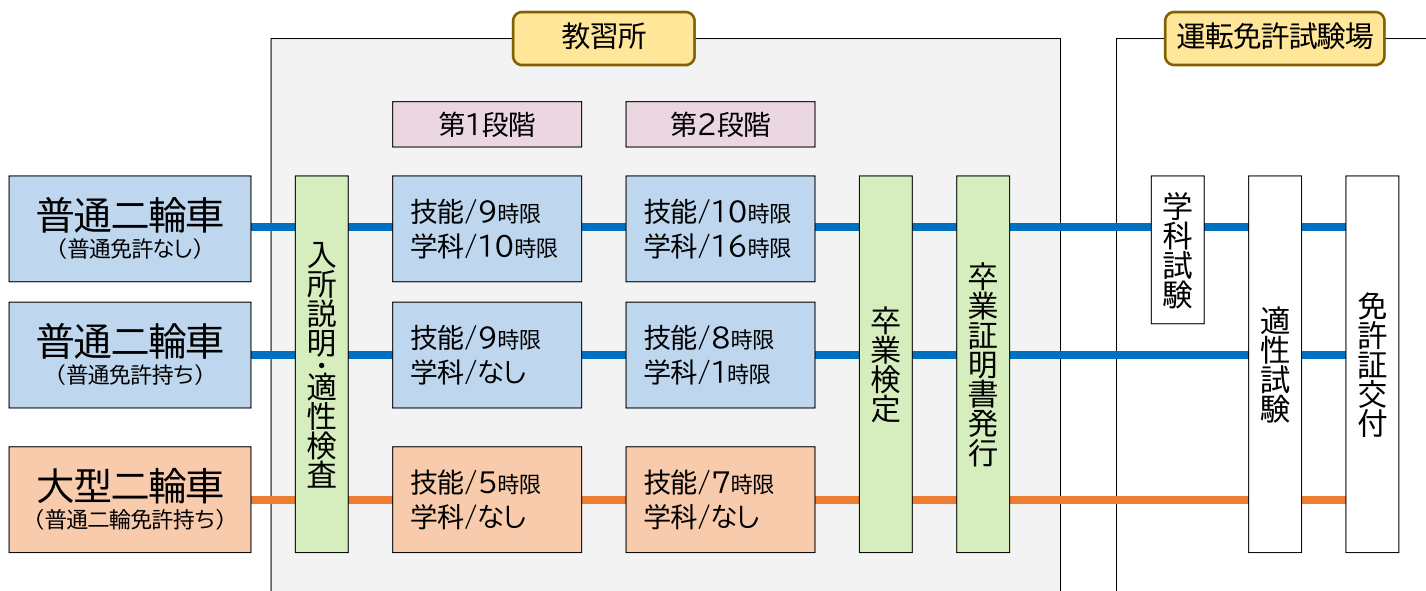 教習所
運転免許試験場
第1段階
第2段階
普通二輪車
（普通免許なし）
入所説明・適性検査
技能/9時限
学科/10時限
技能/10時限
学科/16時限
卒業検定
卒業証明書発行
学科試験
適性試験
免許証交付
普通二輪車
（普通免許持ち）
技能/9時限
学科/なし
技能/8時限
学科/1時限
大型二輪車
（普通二輪免許持ち）
技能/5時限
学科/なし
技能/7時限
学科/なし